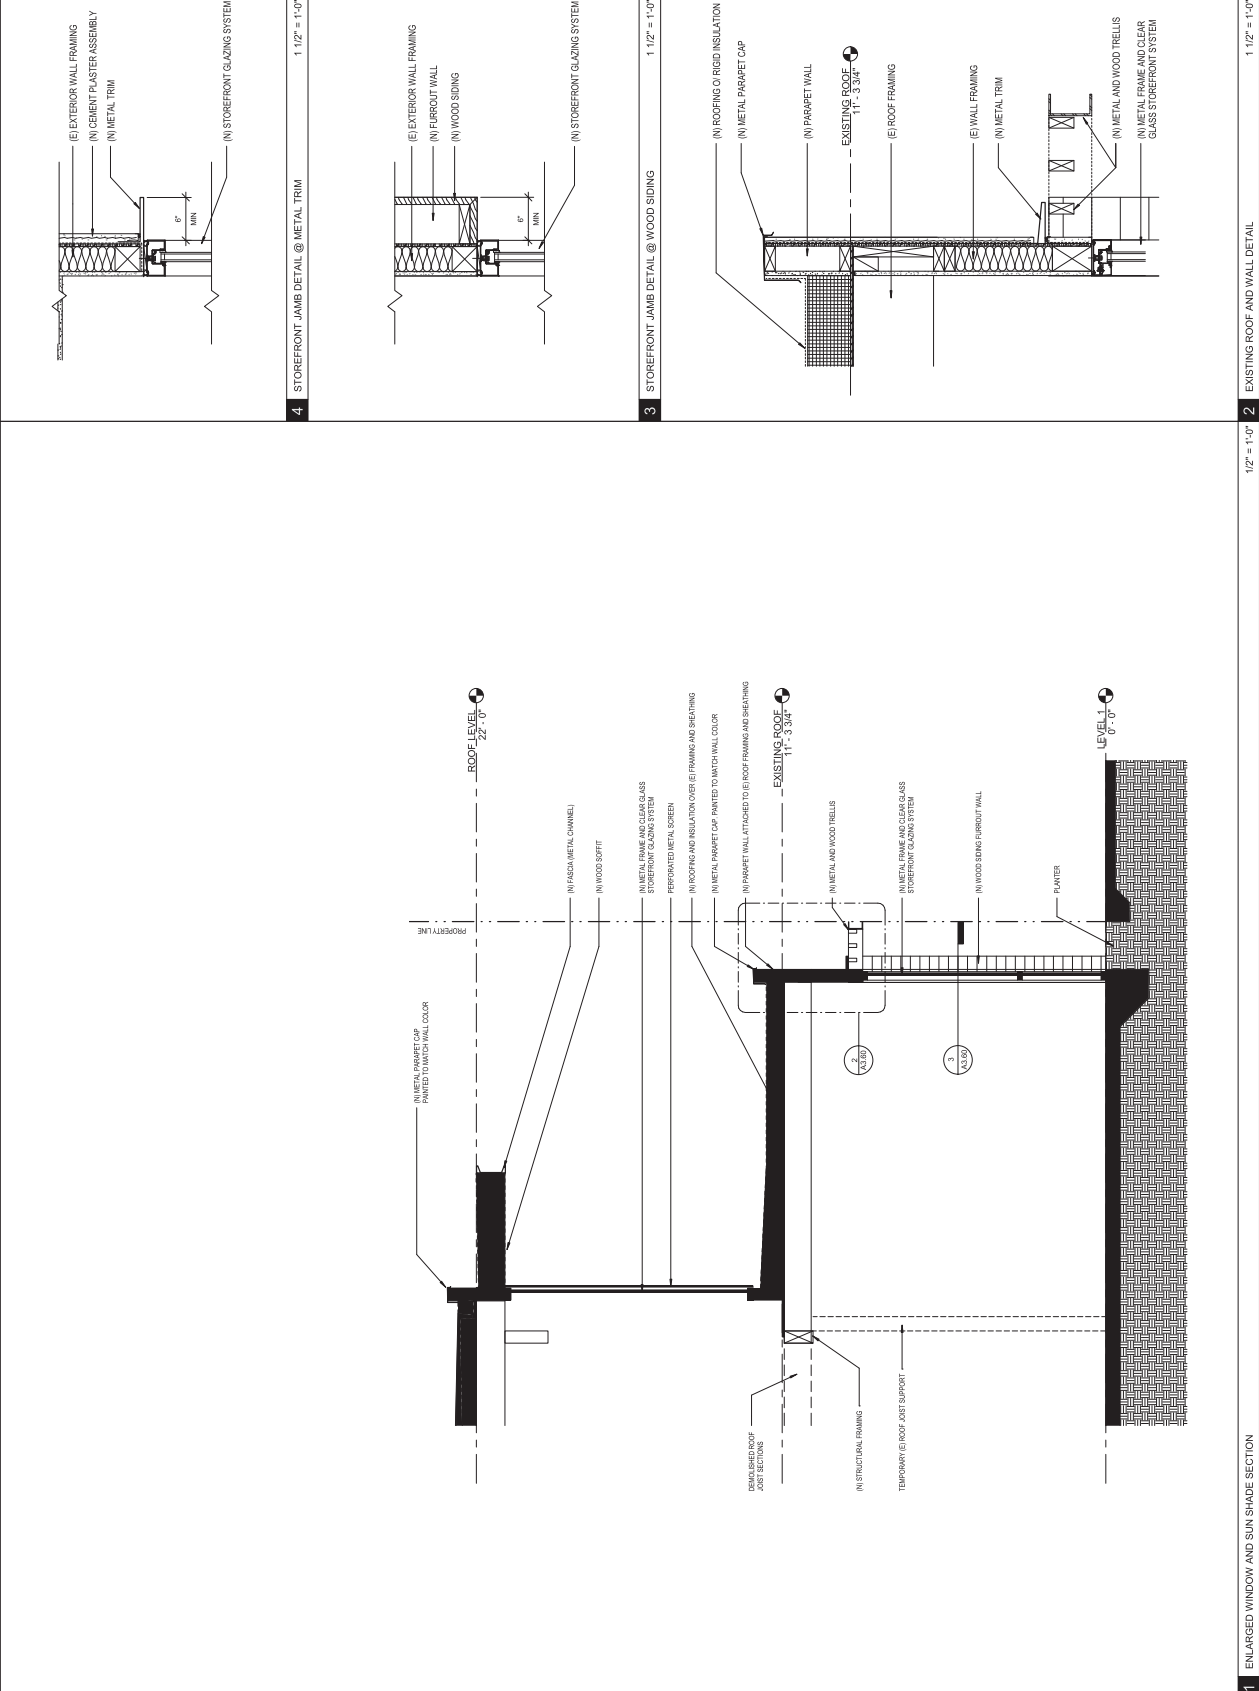 (E) EXTERIOR WALL FRAMING
(N) CEMENT PLASTER ASSEMBLY
(N) METAL TRIM
(N) STOREFRONT GLAZING SYSTEM
6"
MIN
4 STOREFRONT JAMB DETAIL @ METAL TRIM
1 1/2" = 1'-0"
(E) EXTERIOR WALL FRAMING
(N) FURROUT WALL
(N) WOOD SIDING
(N) STOREFRONT GLAZING SYSTEM
6"
MIN
3 STOREFRONT JAMB DETAIL @ WOOD SIDING
1 1/2" = 1'-0"
(N) ROOFING O/ RIGID INSULATION
(N) METAL PARAPET CAP
(N) PARAPET WALL
EXISTING ROOF
11' - 3 3/4"
(E) ROOF FRAMING
(E) WALL FRAMING
(N) METAL TRIM
(N) METAL AND WOOD TRELLIS
(N) METAL FRAME AND CLEAR
GLASS STOREFRONT SYSTEM
2 EXISTING ROOF AND WALL DETAIL
1 1/2" = 1'-0"
(N) METAL PARAPET CAP
PAINTED TO MATCH WALL COLOR
PROPERTY LINE
ROOF LEVEL
22' - 0"
(N) FASCIA (METAL CHANNEL)
(N) WOOD SOFFIT
(N) METAL FRAME AND CLEAR GLASS
STOREFRONT GLAZING SYSTEM
PERFORATED METAL SCREEN
(N) ROOFING AND INSULATION OVER (E) FRAMING AND SHEATHING
(N) METAL PARAPET CAP. PAINTED TO MATCH WALL COLOR
(N) PARAPET WALL ATTACHED TO (E) ROOF FRAMING AND SHEATHING
EXISTING ROOF
11' - 3 3/4"
(N) METAL AND WOOD TRELLIS
(N) METAL FRAME AND CLEAR GLASS
STOREFRONT GLAZING SYSTEM
(N) WOOD SIDING FURROUT WALL
PLANTER
LEVEL 1
0' - 0"
2
A3.60
3
A3.60
DEMOLISHED ROOF
JOIST SECTIONS
(N) STRUCTURAL FRAMING
TEMPORARY (E) ROOF JOIST SUPPORT
1 ENLARGED WINDOW AND SUN SHADE SECTION
1/2" = 1'-0"